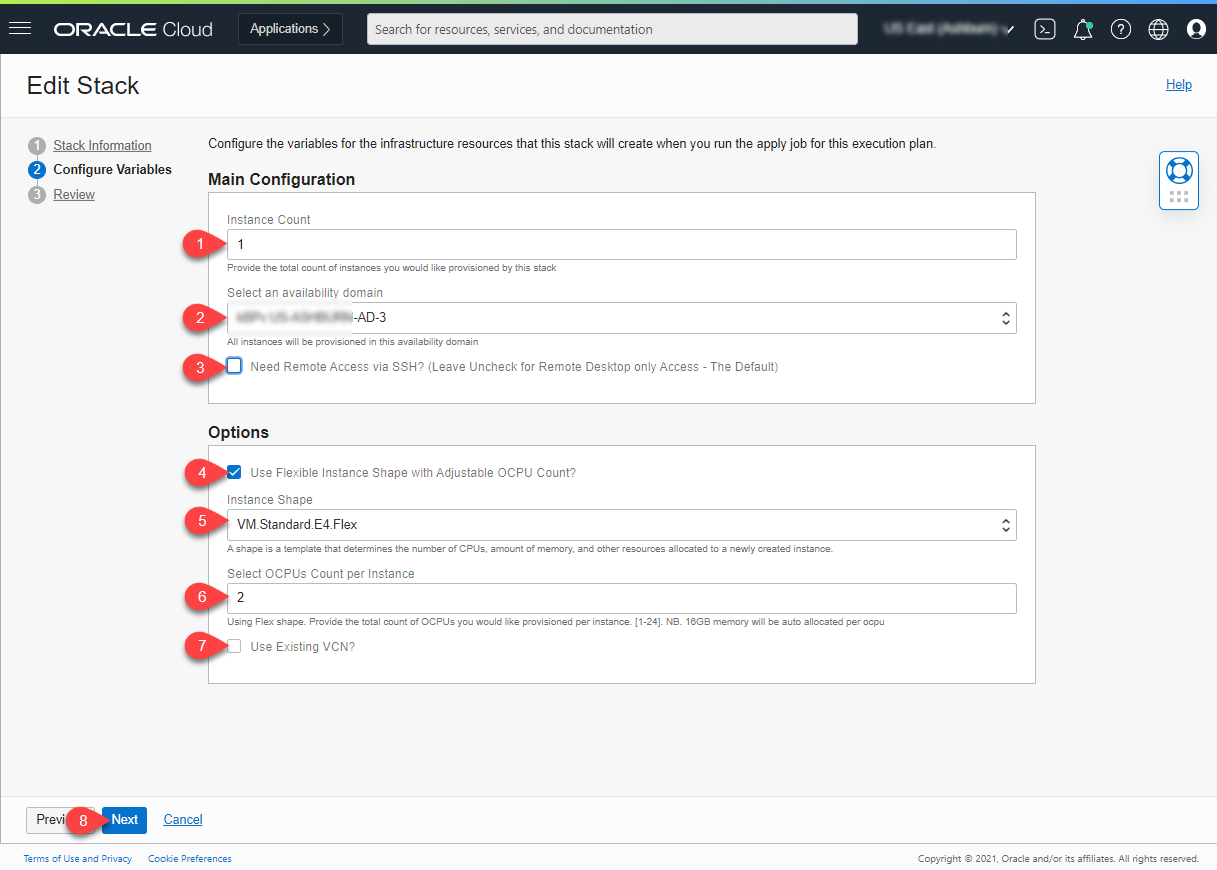 ORACLE Cloud
Applications
Search for resources, services, and documentation
Edit Stack
Help
1 Stack Information
2 Configure Variables
3 Review
Configure the variables for the infrastructure resources that this stack will create when you run the apply job for this execution plan.
Main Configuration
Instance Count
1 1
Provide the total count of instances you would like provisioned by this stack
Select an availability domain
2 -AD-3
All instances will be provisioned in this availability domain
3 Need Remote Access via SSH? (Leave Uncheck for Remote Desktop only Access - The Default)
Options
4 Use Flexible Instance Shape with Adjustable OCPU Count?
Instance Shape
5 VM.Standard.E4.Flex
A shape is a template that determines the number of CPUs, amount of memory, and other resources allocated to a newly created instance.
Select OCPUs Count per Instance
6 2
Using Flex shape. Provide the total count of OCPUs you would like provisioned per instance. [1-24]. NB. 16GB memory will be auto allocated per ocpu
7 Use Existing VCN?
Previ 8 Next Cancel
Terms of Use and Privacy Cookie Preferences
Copyright © 2021, Oracle and/or its affiliates. All rights reserved.